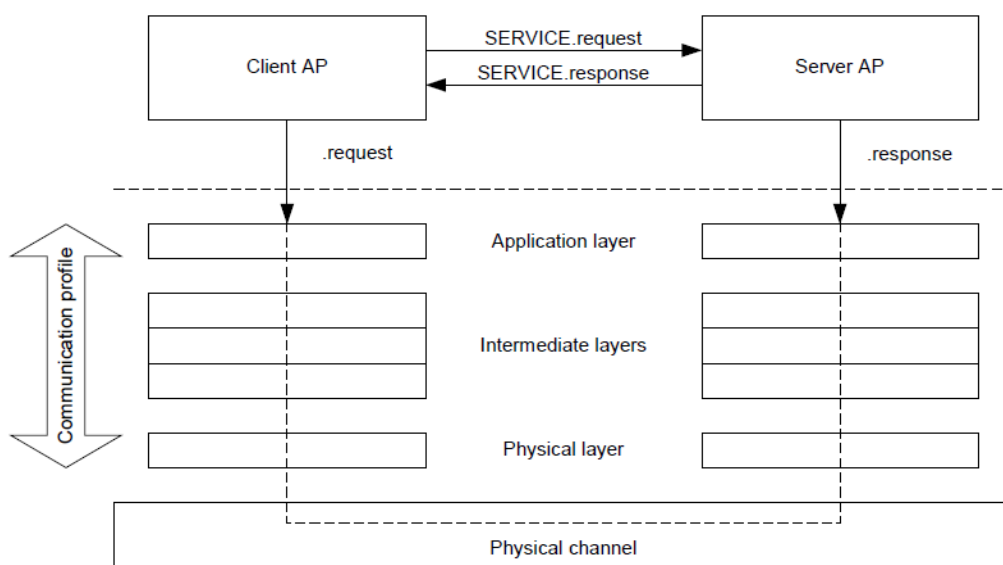 SERVICE.request
Client AP
Server AP
SERVICE.response
.request
.response
Application layer
Communication profile
Intermediate layers
Physical layer
Physical channel